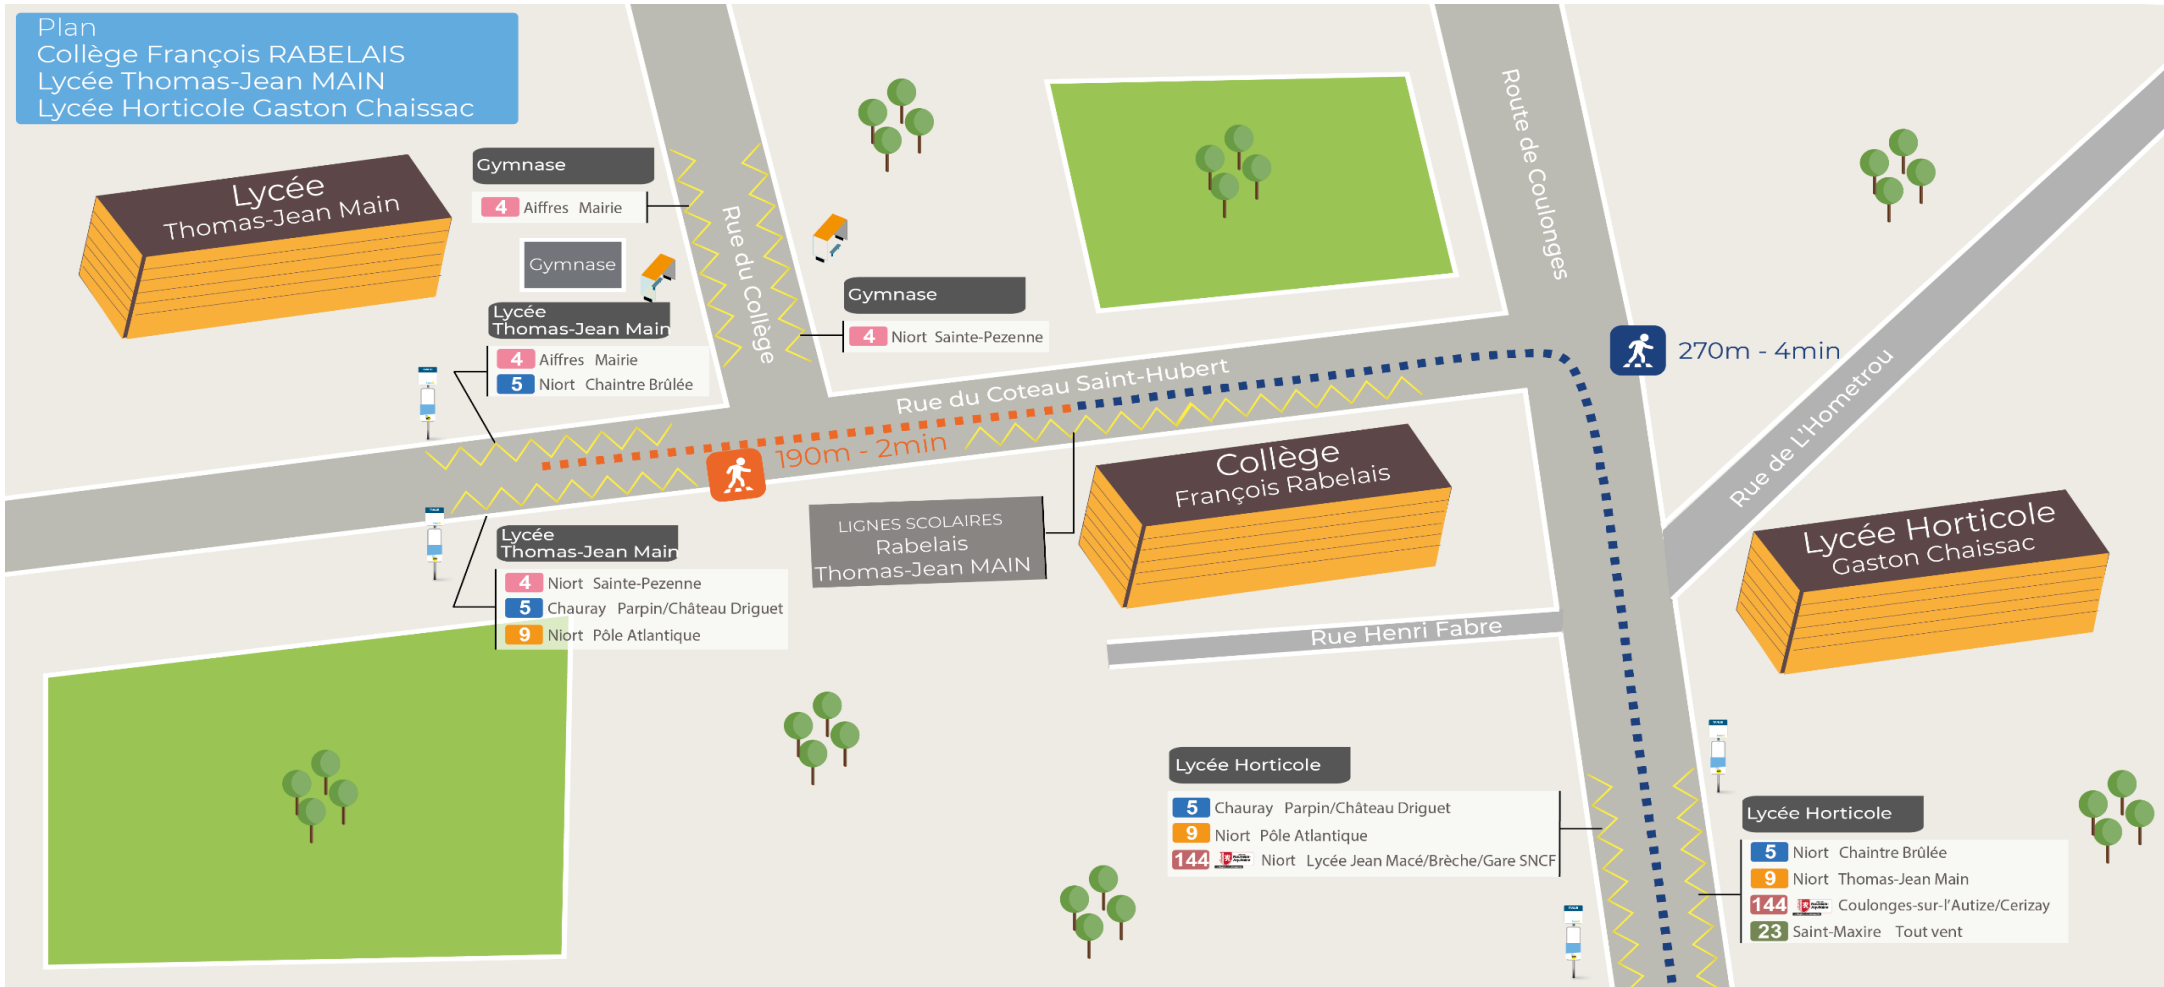 Plan
Collège François RABELAIS
Lycée Thomas-Jean MAIN
Lycée Horticole Gaston Chaissac
Lycée
Thomas-Jean Main
Gymnase
4 Aiffres Mairie
Gymnase
Lycée
Thomas-Jean Main
4 Aiffres Mairie
5 Niort Chaintre Brûlée
Rue du Collège
Gymnase
4 Niort Sainte-Pezenne
Route de Coulonges
270m - 4min
Rue de L'Hometrou
Rue du Coteau Saint-Hubert
190m - 2min
Lycée
Thomas-Jean Main
4 Niort Sainte-Pezenne
5 Chauray Parpin/Château Driguet
9 Niort Pôle Atlantique
LIGNES SCOLAIRES
Rabelais
Thomas-Jean MAIN
Collège
François Rabelais
Lycée Horticole
Gaston Chaissac
Rue Henri Fabre
Lycée Horticole
5 Chauray Parpin/Château Driguet
9 Niort Pôle Atlantique
144 Niort Lycée Jean Macé/Brèche/Gare SNCF
Lycée Horticole
5 Niort Chaintre Brûlée
9 Niort Thomas-Jean Main
144 Coulonges-sur-l'Autize/Cerizay
23 Saint-Maxire Tout vent